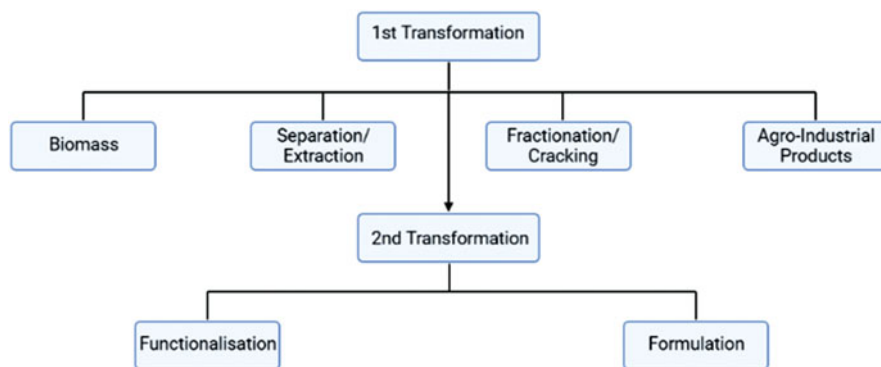 1st Transformation
Biomass
Separation/
Extraction
Fractionation/
Cracking
Agro-Industrial
Products
2nd Transformation
Functionalisation
Formulation